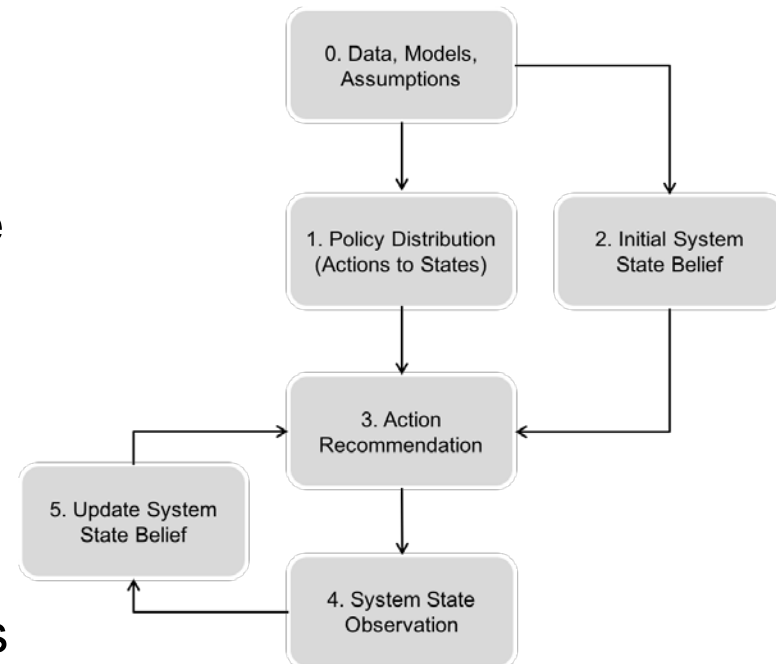 0. Data, Models,
Assumptions
e
1. Policy Distribution
(Actions to States)
2. Initial System
State Belief
3. Action
Recommendation
5. Update System
State Belief
4. System State
Observation
s